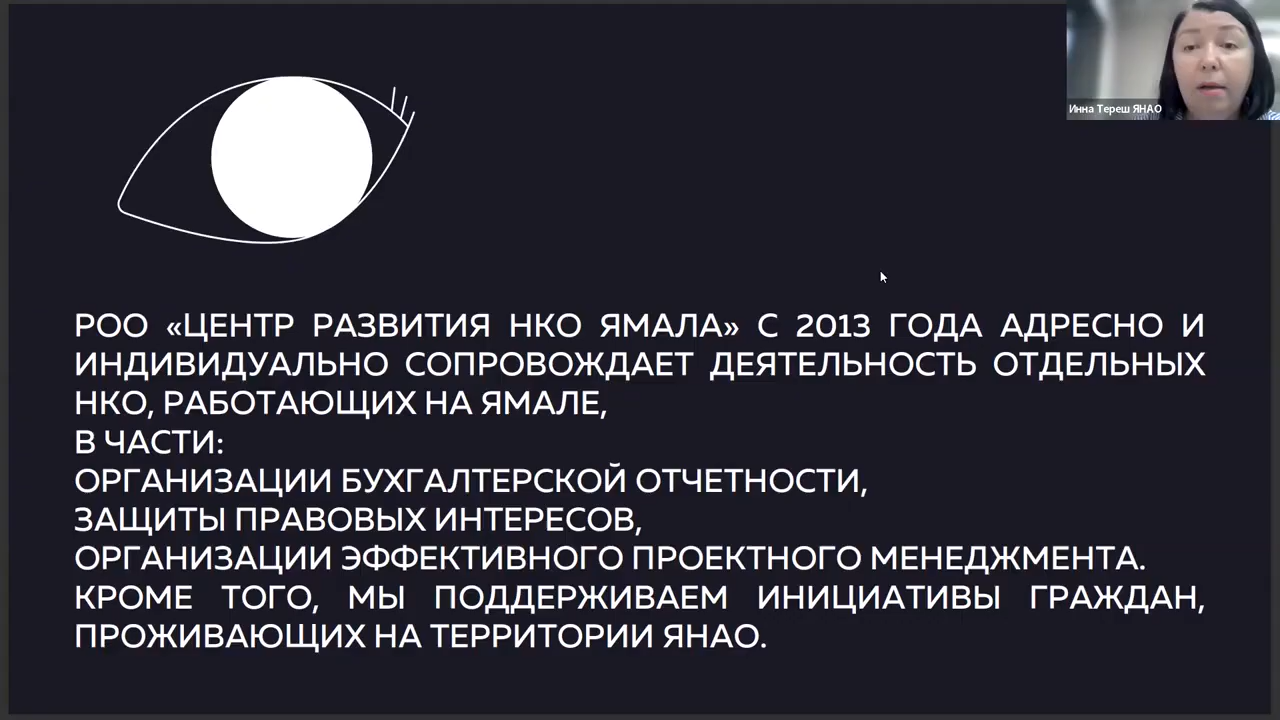 Инна Тереш ЯНАО
РОО «ЦЕНТР РАЗВИТИЯ НКО ЯМАЛА» С 2013 ГОДА АДРЕСНО И
ИНДИВИДУАЛЬНО СОПРОВОЖДАЕТ ДЕЯТЕЛЬНОСТЬ ОТДЕЛЬНЫХ
НКО, РАБОТАЮЩИХ НА ЯМАЛЕ,
В ЧАСТИ:
ОРГАНИЗАЦИИ БУХГАЛТЕРСКОЙ ОТЧЕТНОСТИ,
ЗАЩИТЫ ПРАВОВЫХ ИНТЕРЕСОВ,
ОРГАНИЗАЦИИ ЭФФЕКТИВНОГО ПРОЕКТНОГО МЕНЕДЖМЕНТА.
КРОМЕ ТОГО, МЫ ПОДДЕРЖИВАЕМ ИНИЦИАТИВЫ ГРАЖДАН,
ПРОЖИВАЮЩИХ НА ТЕРРИТОРИИ ЯНАО.